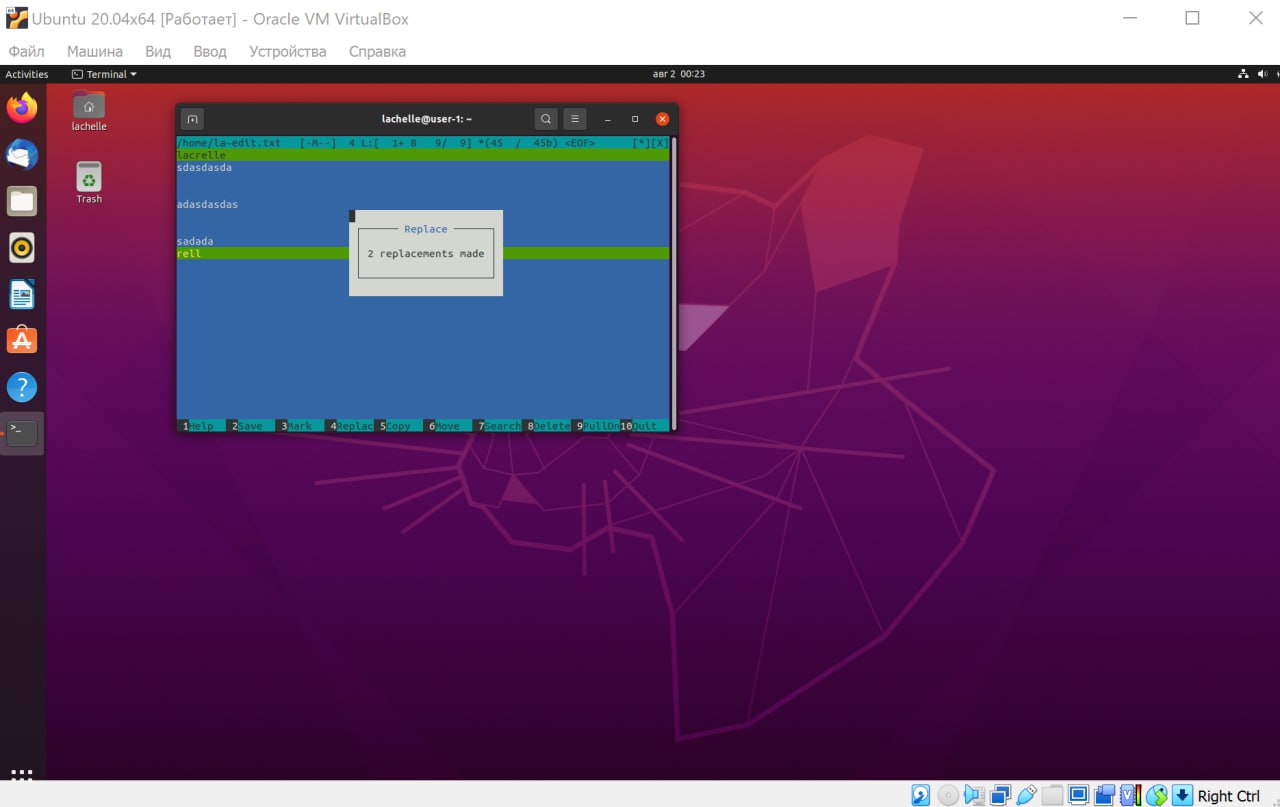 Ubuntu 20.04x64 [Работает] - Oracle VM VirtualBox
Файл Машина Вид Ввод Устройства Справка
Activities Terminal авг 2 00:23
lachelle
Trash
lachelle@user-1: ~
/home/la-edit.txt [-M--] 4 L:[ 1+ 8 9/ 9] *(45 / 45b) <EOF> [*][X]
lacrelle
sdasdasda
adasdasdas
sadada
rell
Replace
2 replacements made
1Help 2Save 3Mark 4Replac 5Copy 6Move 7Search 8Delete 9PullDn 10Quit
Right Ctrl